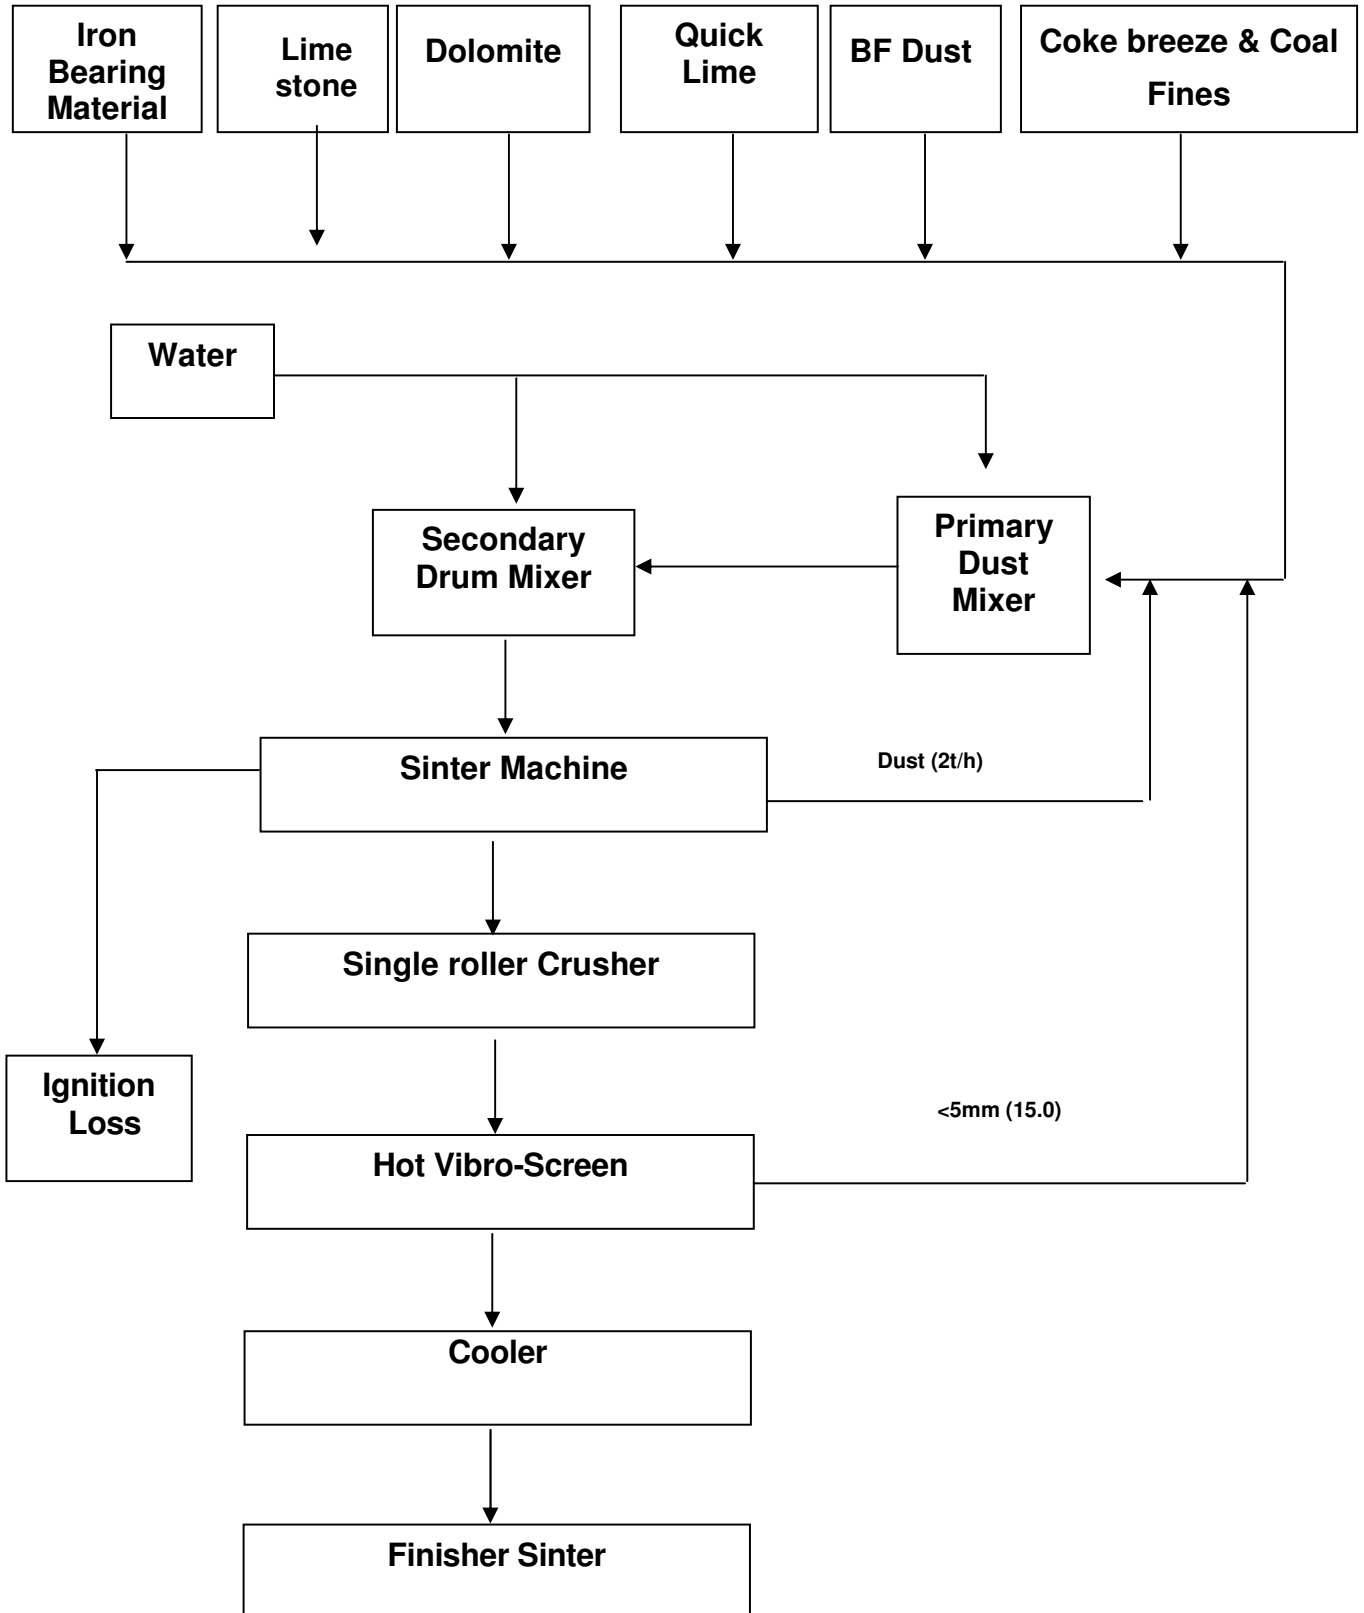 Iron
Bearing
Material
Lime
stone
Dolomite
Quick
Lime
BF Dust
Coke breeze & Coal
Fines
Water
Secondary
Drum Mixer
Primary
Dust
Mixer
Sinter Machine
Dust (2t/h)
Single roller Crusher
Ignition
Loss
<5mm (15.0)
Hot Vibro-Screen
Cooler
Finisher Sinter